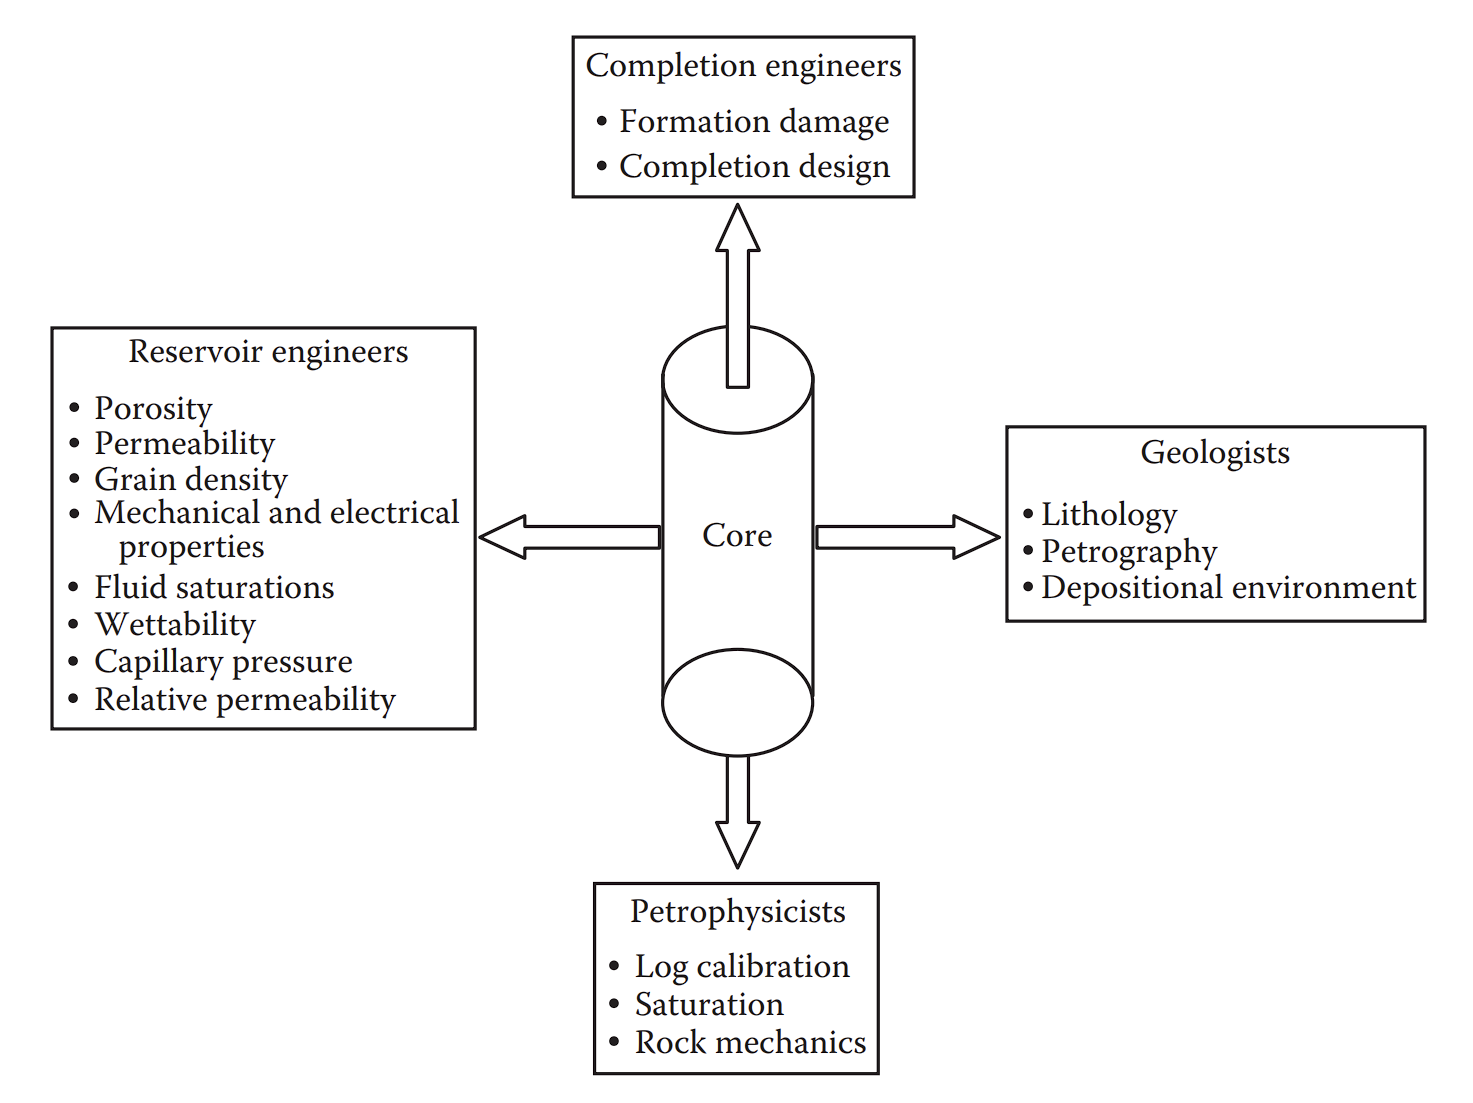 Completion engineers
• Formation damage
• Completion design
Reservoir engineers
• Porosity
• Permeability
• Grain density
• Mechanical and electrical
properties
• Fluid saturations
• Wettability
• Capillary pressure
• Relative permeability
Core
Geologists
• Lithology
• Petrography
• Depositional environment
Petrophysicists
• Log calibration
• Saturation
• Rock mechanics